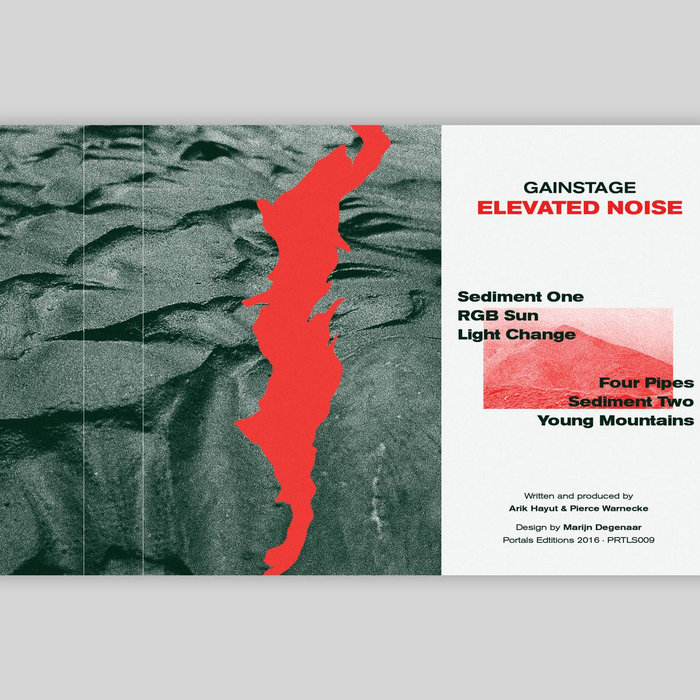 GAINSTAGE
ELEVATED NOISE
Sediment One
RGB Sun
Light Change
Four Pipes
Sediment Two
Young Mountains
Written and produced by
Arik Hayut & Pierce Warnecke
Design by Marijn Degenaar
Portals Edtitions 2016 · PRTLS009